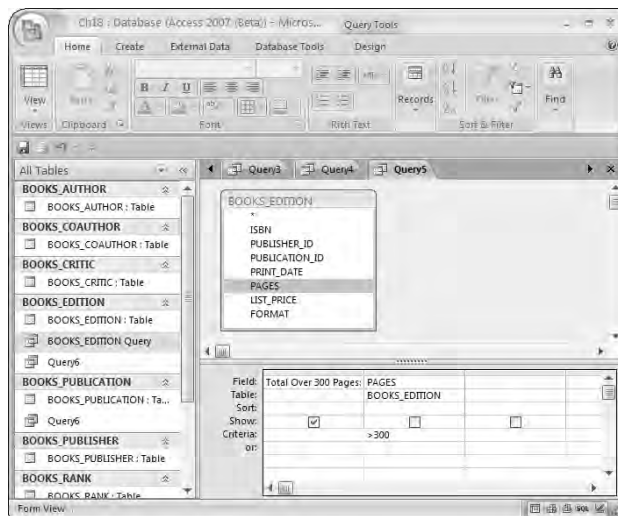 Ch18 : Database (Access 2007 (Beta)) - Micros... Query Tools
Home Create External Data Database Tools Design
View
Records
Filter
Find
Views Clipboard Font Rich Text Sort & Filter
All Tables
Query3 Query4 Query5
BOOKS_AUTHOR
BOOKS_AUTHOR : Table
BOOKS_COAUTHOR
BOOKS_COAUTHOR : Table
BOOKS_CRITIC
BOOKS_CRITIC : Table
BOOKS_EDITION
BOOKS_EDITION : Table
BOOKS_EDITION Query
Query6
BOOKS_PUBLICATION
BOOKS_PUBLICATION : Ta...
Query6
BOOKS_PUBLISHER
BOOKS_PUBLISHER : Table
BOOKS_RANK
BOOKS_RANK : Table
BOOKS_EDITION
*
ISBN
PUBLISHER_ID
PUBLICATION_ID
PRINT_DATE
PAGES
LIST_PRICE
FORMAT
Field: Total Over 300 Pages: PAGES
Table: BOOKS_EDITION
Sort:
Show:
Criteria: >300
or:
Form View SQL